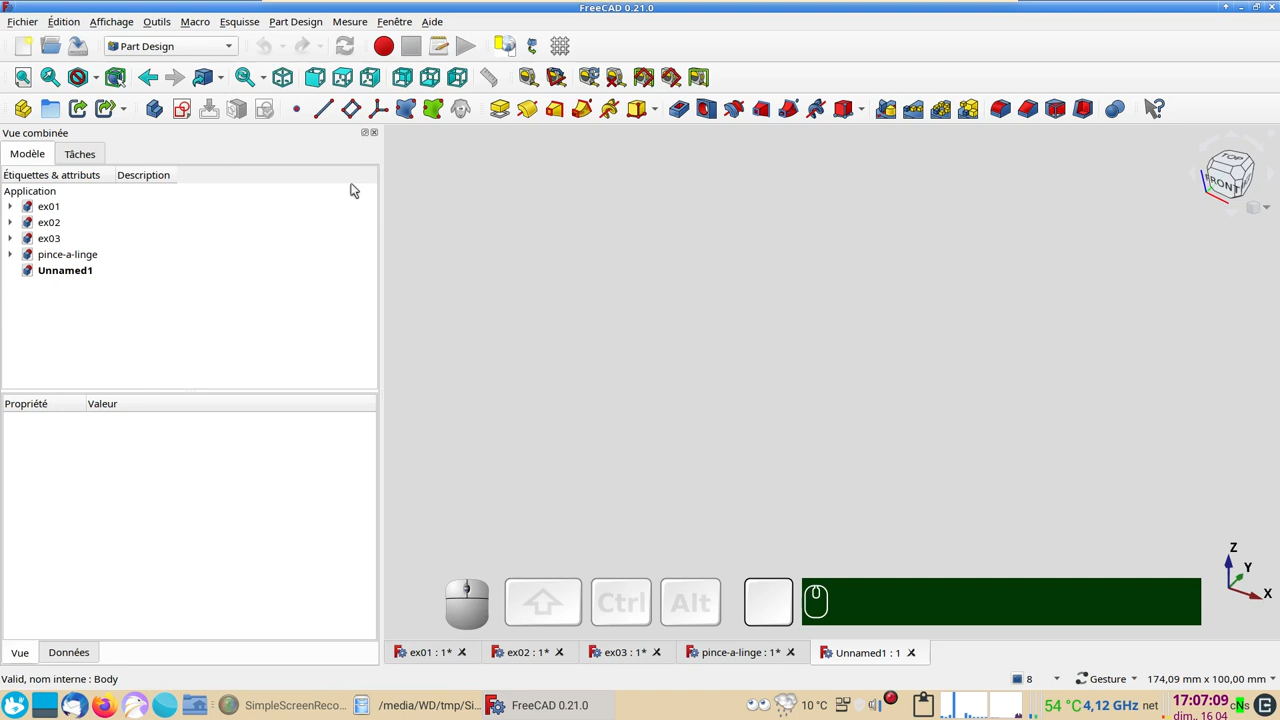 FreeCAD 0.21.0
Fichier Édition Affichage Outils Macro Esquisse Part Design Mesure Fenêtre Aide
Part Design
Vue combinée
Modèle Tâches
Étiquettes & attributs Description
Application
ex01
ex02
ex03
pince-a-linge
Unnamed1
TOP
FRONT
Propriété Valeur
Z
Y
X
Ctrl Alt
Vue Données
ex01 : 1* ex02 : 1* ex03 : 1* pince-a-linge : 1* Unnamed1 : 1
Valid, nom interne : Body
8 Gesture 174,09 mm x 100,00 mm
SimpleScreenReco... /media/WD/tmp/Si... FreeCAD 0.21.0 10 °C 54 °C 4,12 GHz net 17:07:09 cNs
dim., 16.04